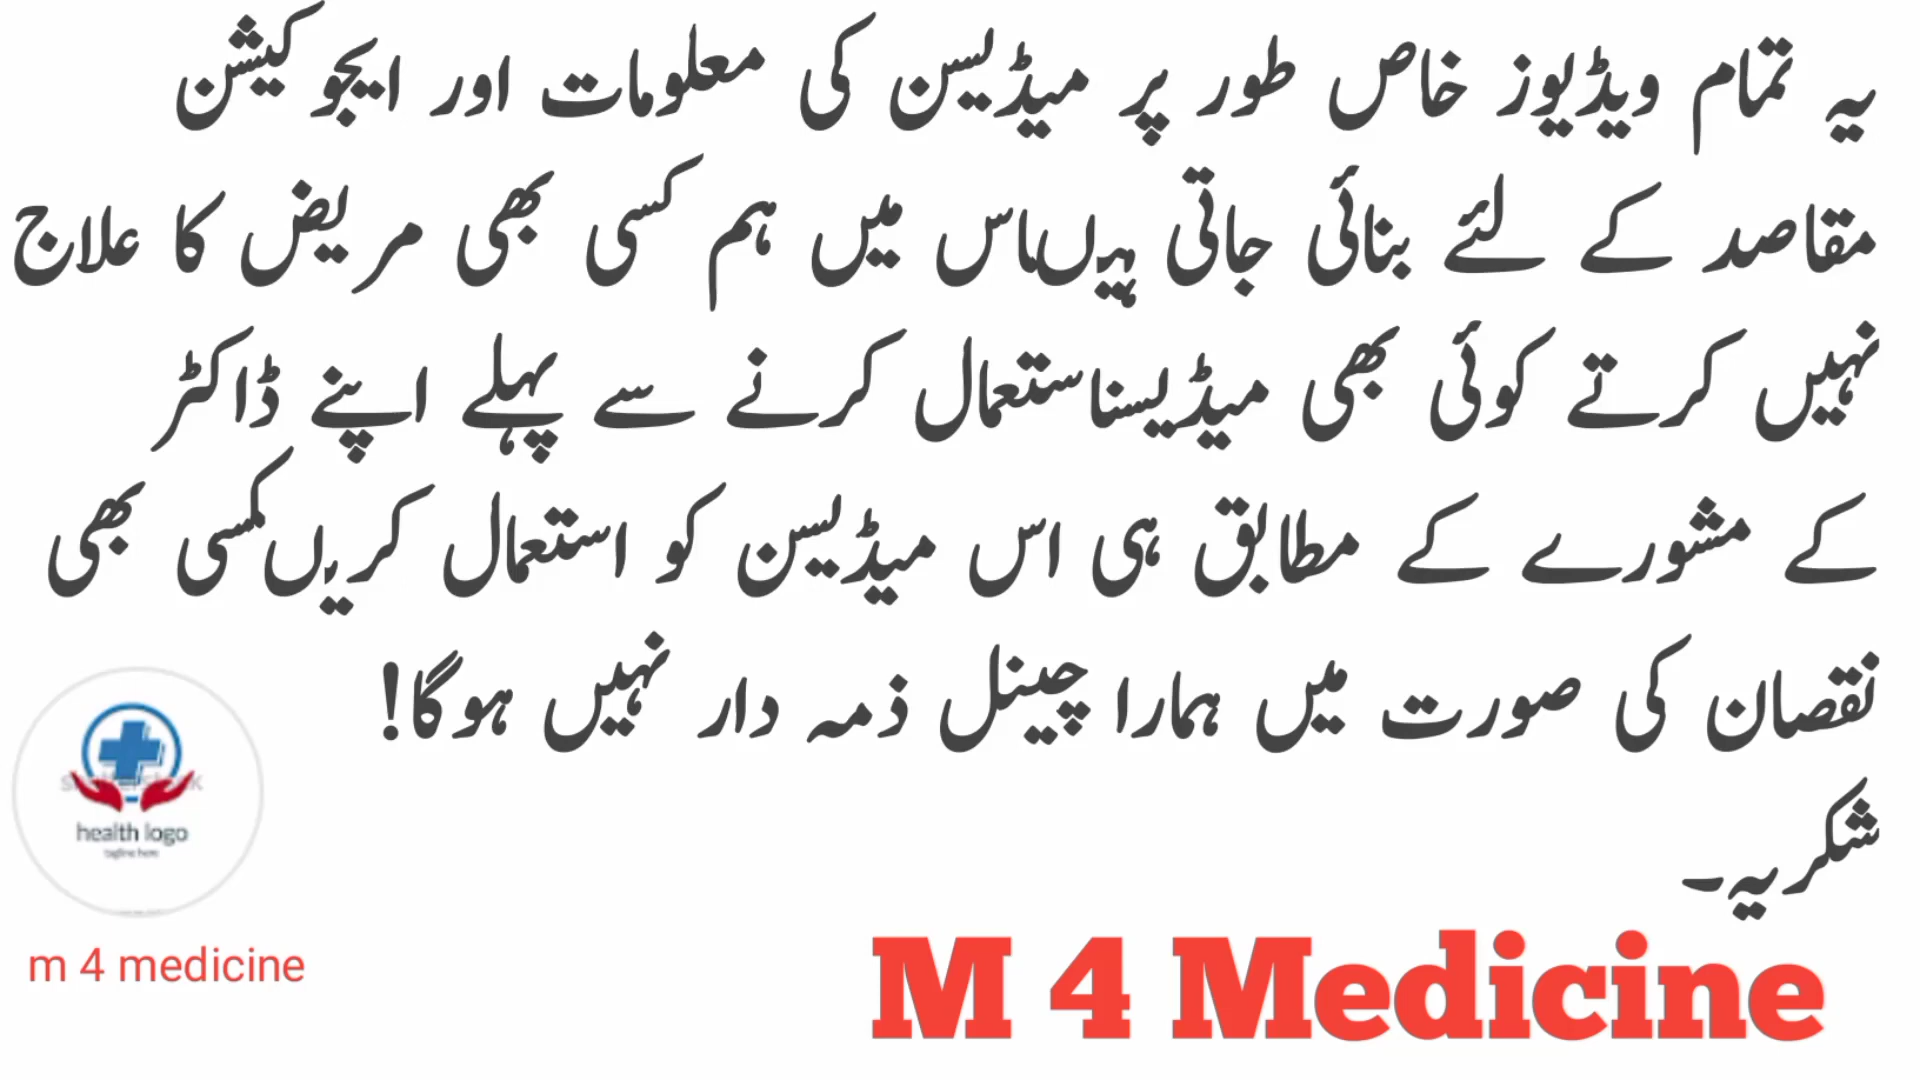 یہ تمام ویڈیوز خاص طور پر میڈیسن کی معلومات اور ایجوکیشن
مقاصد کے لئے بنائی جاتی ہیں۔اس میں ہم کسی بھی مریض کا علاج
نہیں کرتے کوئی بھی میڈیسناستعمال کرنے سے پہلے اپنے ڈاکٹر
کے مشورے کے مطابق ہی اس میڈیسن کو استعمال کریں۔کسی بھی
نقصان کی صورت میں ہمارا چینل ذمہ دار نہیں ہوگا!
شکریہ۔
health logo
tagline here
m 4 medicine
M 4 Medicine